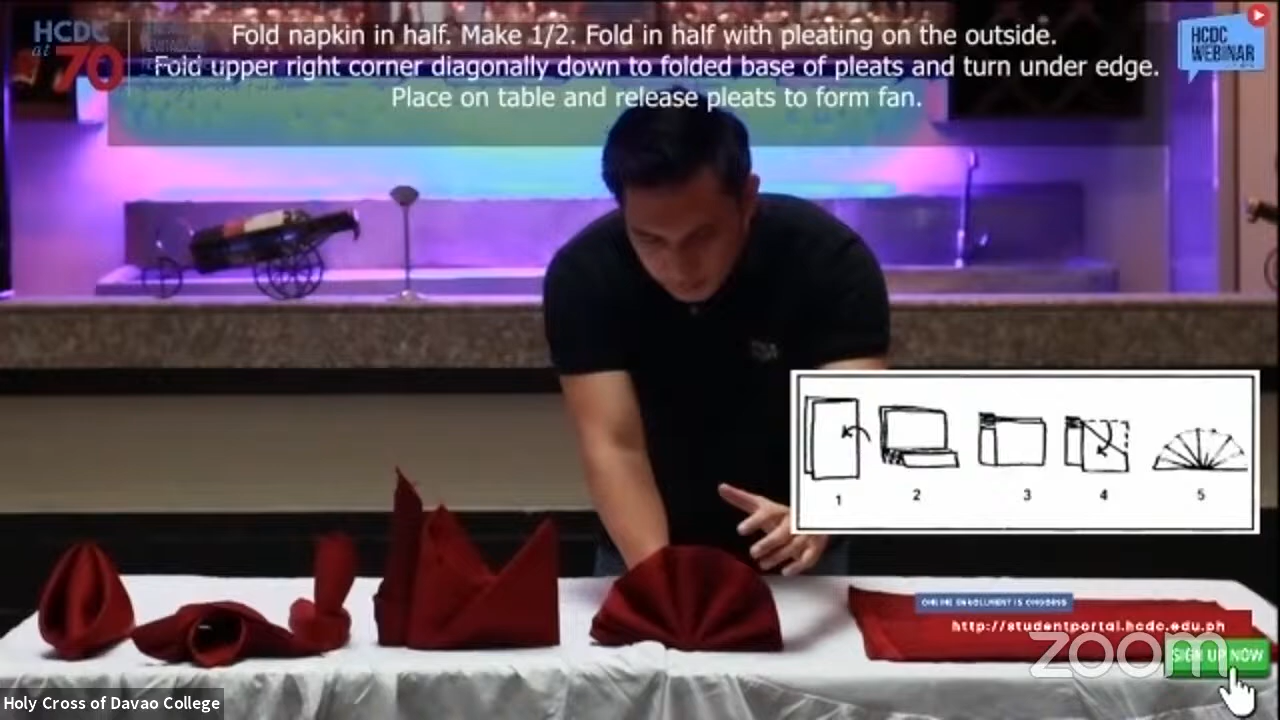 HCDC
at 70
Fold napkin in half. Make 1/2. Fold in half with pleating on the outside.
Fold upper right corner diagonally down to folded base of pleats and turn under edge.
Place on table and release pleats to form fan.
HCDC
WEBINAR
1 2 3 4 5
ONLINE ENROLLMENT IS ONGOING
http://studentportal.hcdc.edu.ph
zoom
SIGN UP NOW
Holy Cross of Davao College